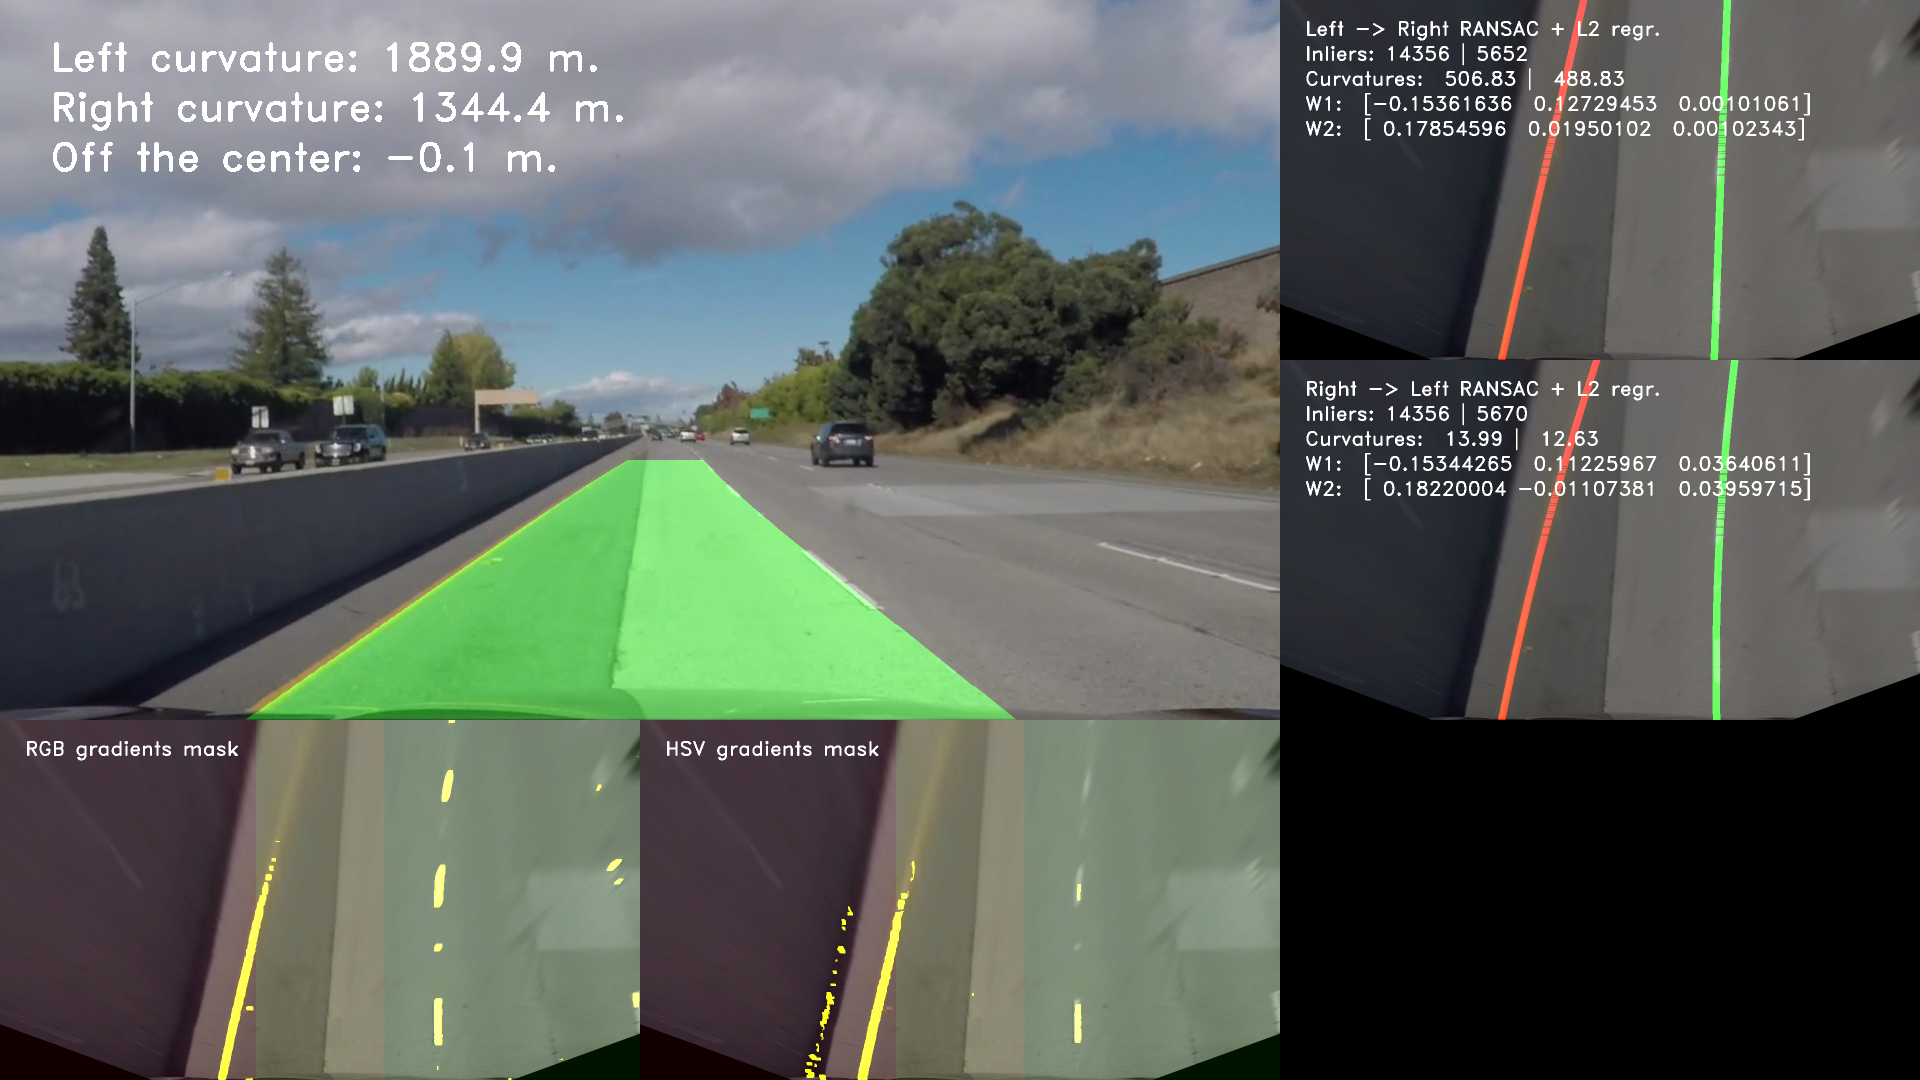 Left curvature: 1889.9 m.
Right curvature: 1344.4 m.
Off the center: −0.1 m.
Left −> Right RANSAC + L2 regr.
Inliers: 14356 | 5652
Curvatures: 506.83 | 488.83
W1: [−0.15361636 0.12729453 0.00101061]
W2: [ 0.17854596 0.01950102 0.00102343]
Right −> Left RANSAC + L2 regr.
Inliers: 14356 | 5670
Curvatures: 13.99 | 12.63
W1: [−0.15344265 0.11225967 0.03640611]
W2: [ 0.18220004 −0.01107381 0.03959715]
RGB gradients mask
HSV gradients mask